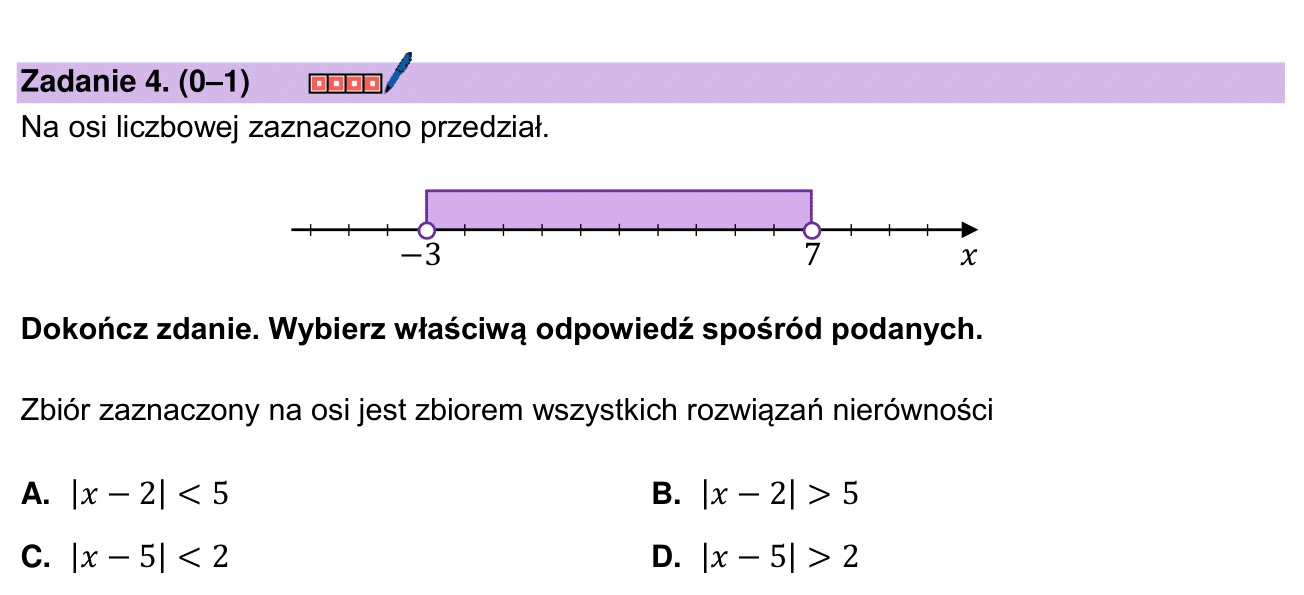 Zadanie 4. (0–1)
Na osi liczbowej zaznaczono przedział.
−3 7 x
Dokończ zdanie. Wybierz właściwą odpowiedź spośród podanych.
Zbiór zaznaczony na osi jest zbiorem wszystkich rozwiązań nierówności
A. |x − 2| < 5 B. |x − 2| > 5
C. |x − 5| < 2 D. |x − 5| > 2